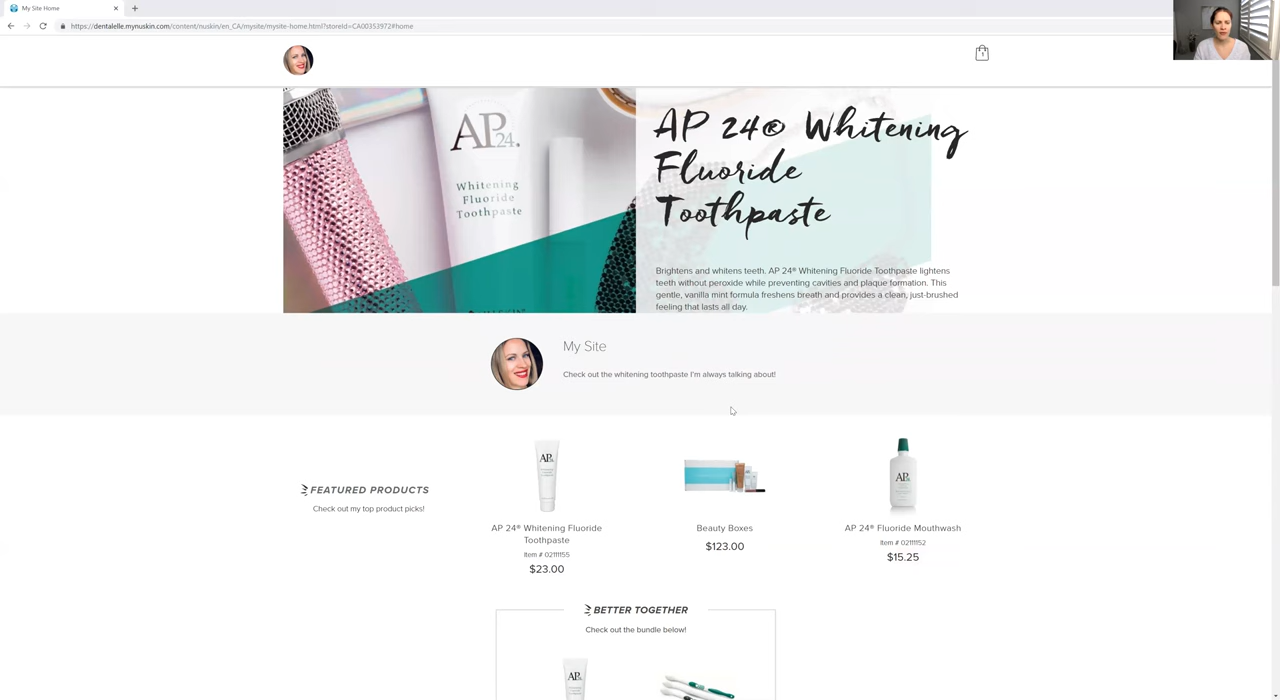 My Site Home
https://dentalelle.mynuskin.com/content/nuskin/en_CA/mysite/mysite-home.html?storeId=CA00353972#home
1
AP 24® Whitening
Fluoride
Toothpaste
AP 24.
Whitening
Fluoride
Toothpaste
Brightens and whitens teeth. AP 24® Whitening Fluoride Toothpaste lightens
teeth without peroxide while preventing cavities and plaque formation. This
gentle, vanilla mint formula freshens breath and provides a clean, just-brushed
feeling that lasts all day.
My Site
Check out the whitening toothpaste I'm always talking about!
FEATURED PRODUCTS
Check out my top product picks!
AP
AP 24® Whitening Fluoride
Toothpaste
Item # 02111155
$23.00
Beauty Boxes
$123.00
AP
AP 24® Fluoride Mouthwash
Item # 02111152
$15.25
BETTER TOGETHER
Check out the bundle below!
AP